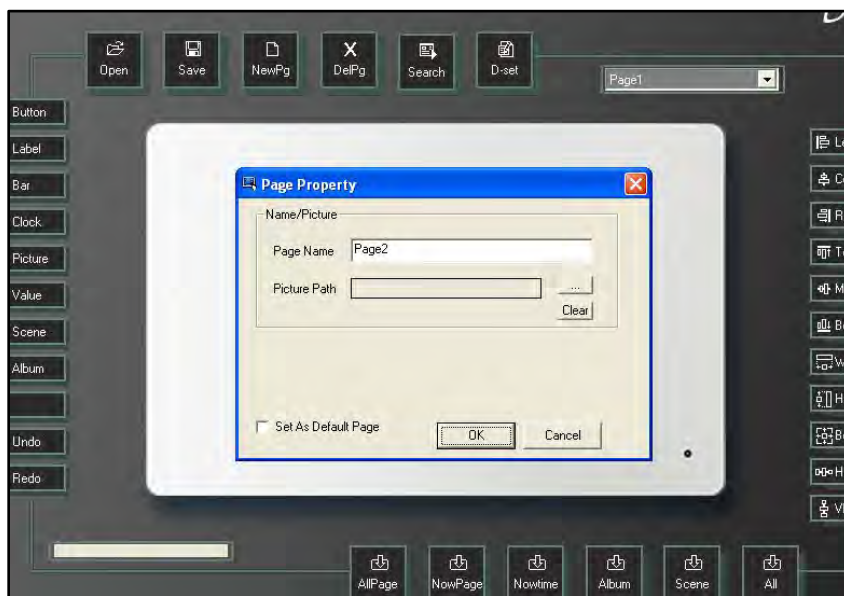 Open
Save
NewPg
DelPg
Search
D-set
Page1
Button
Label
Bar
Clock
Picture
Value
Scene
Album
Undo
Redo
Page Property
Name/Picture
Page Name
Page2
Picture Path
...
Clear
Set As Default Page
OK
Cancel
AllPage
NowPage
Nowtime
Album
Scene
All